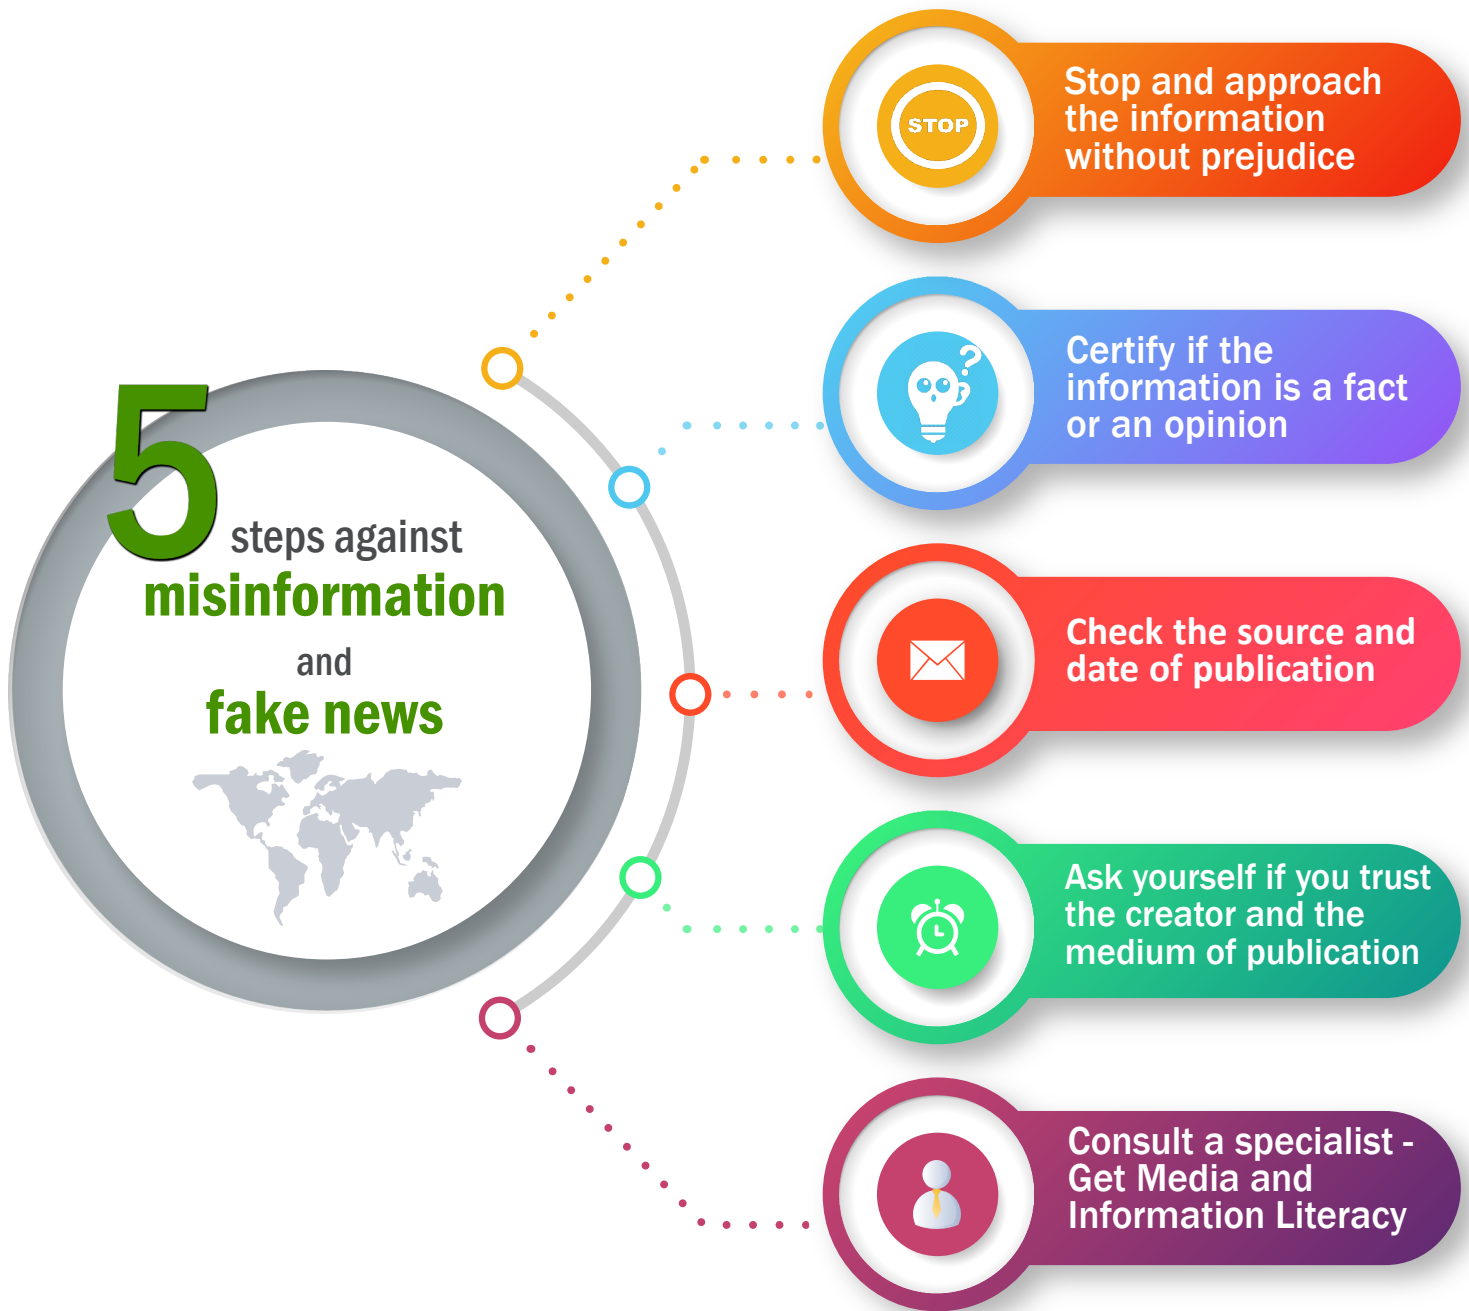 5
steps against
misinformation
and
fake news
STOP
Stop and approach
the information
without prejudice
?
Certify if the
information is a fact
or an opinion
Check the source and
date of publication
Ask yourself if you trust
the creator and the
medium of publication
Consult a specialist -
Get Media and
Information Literacy